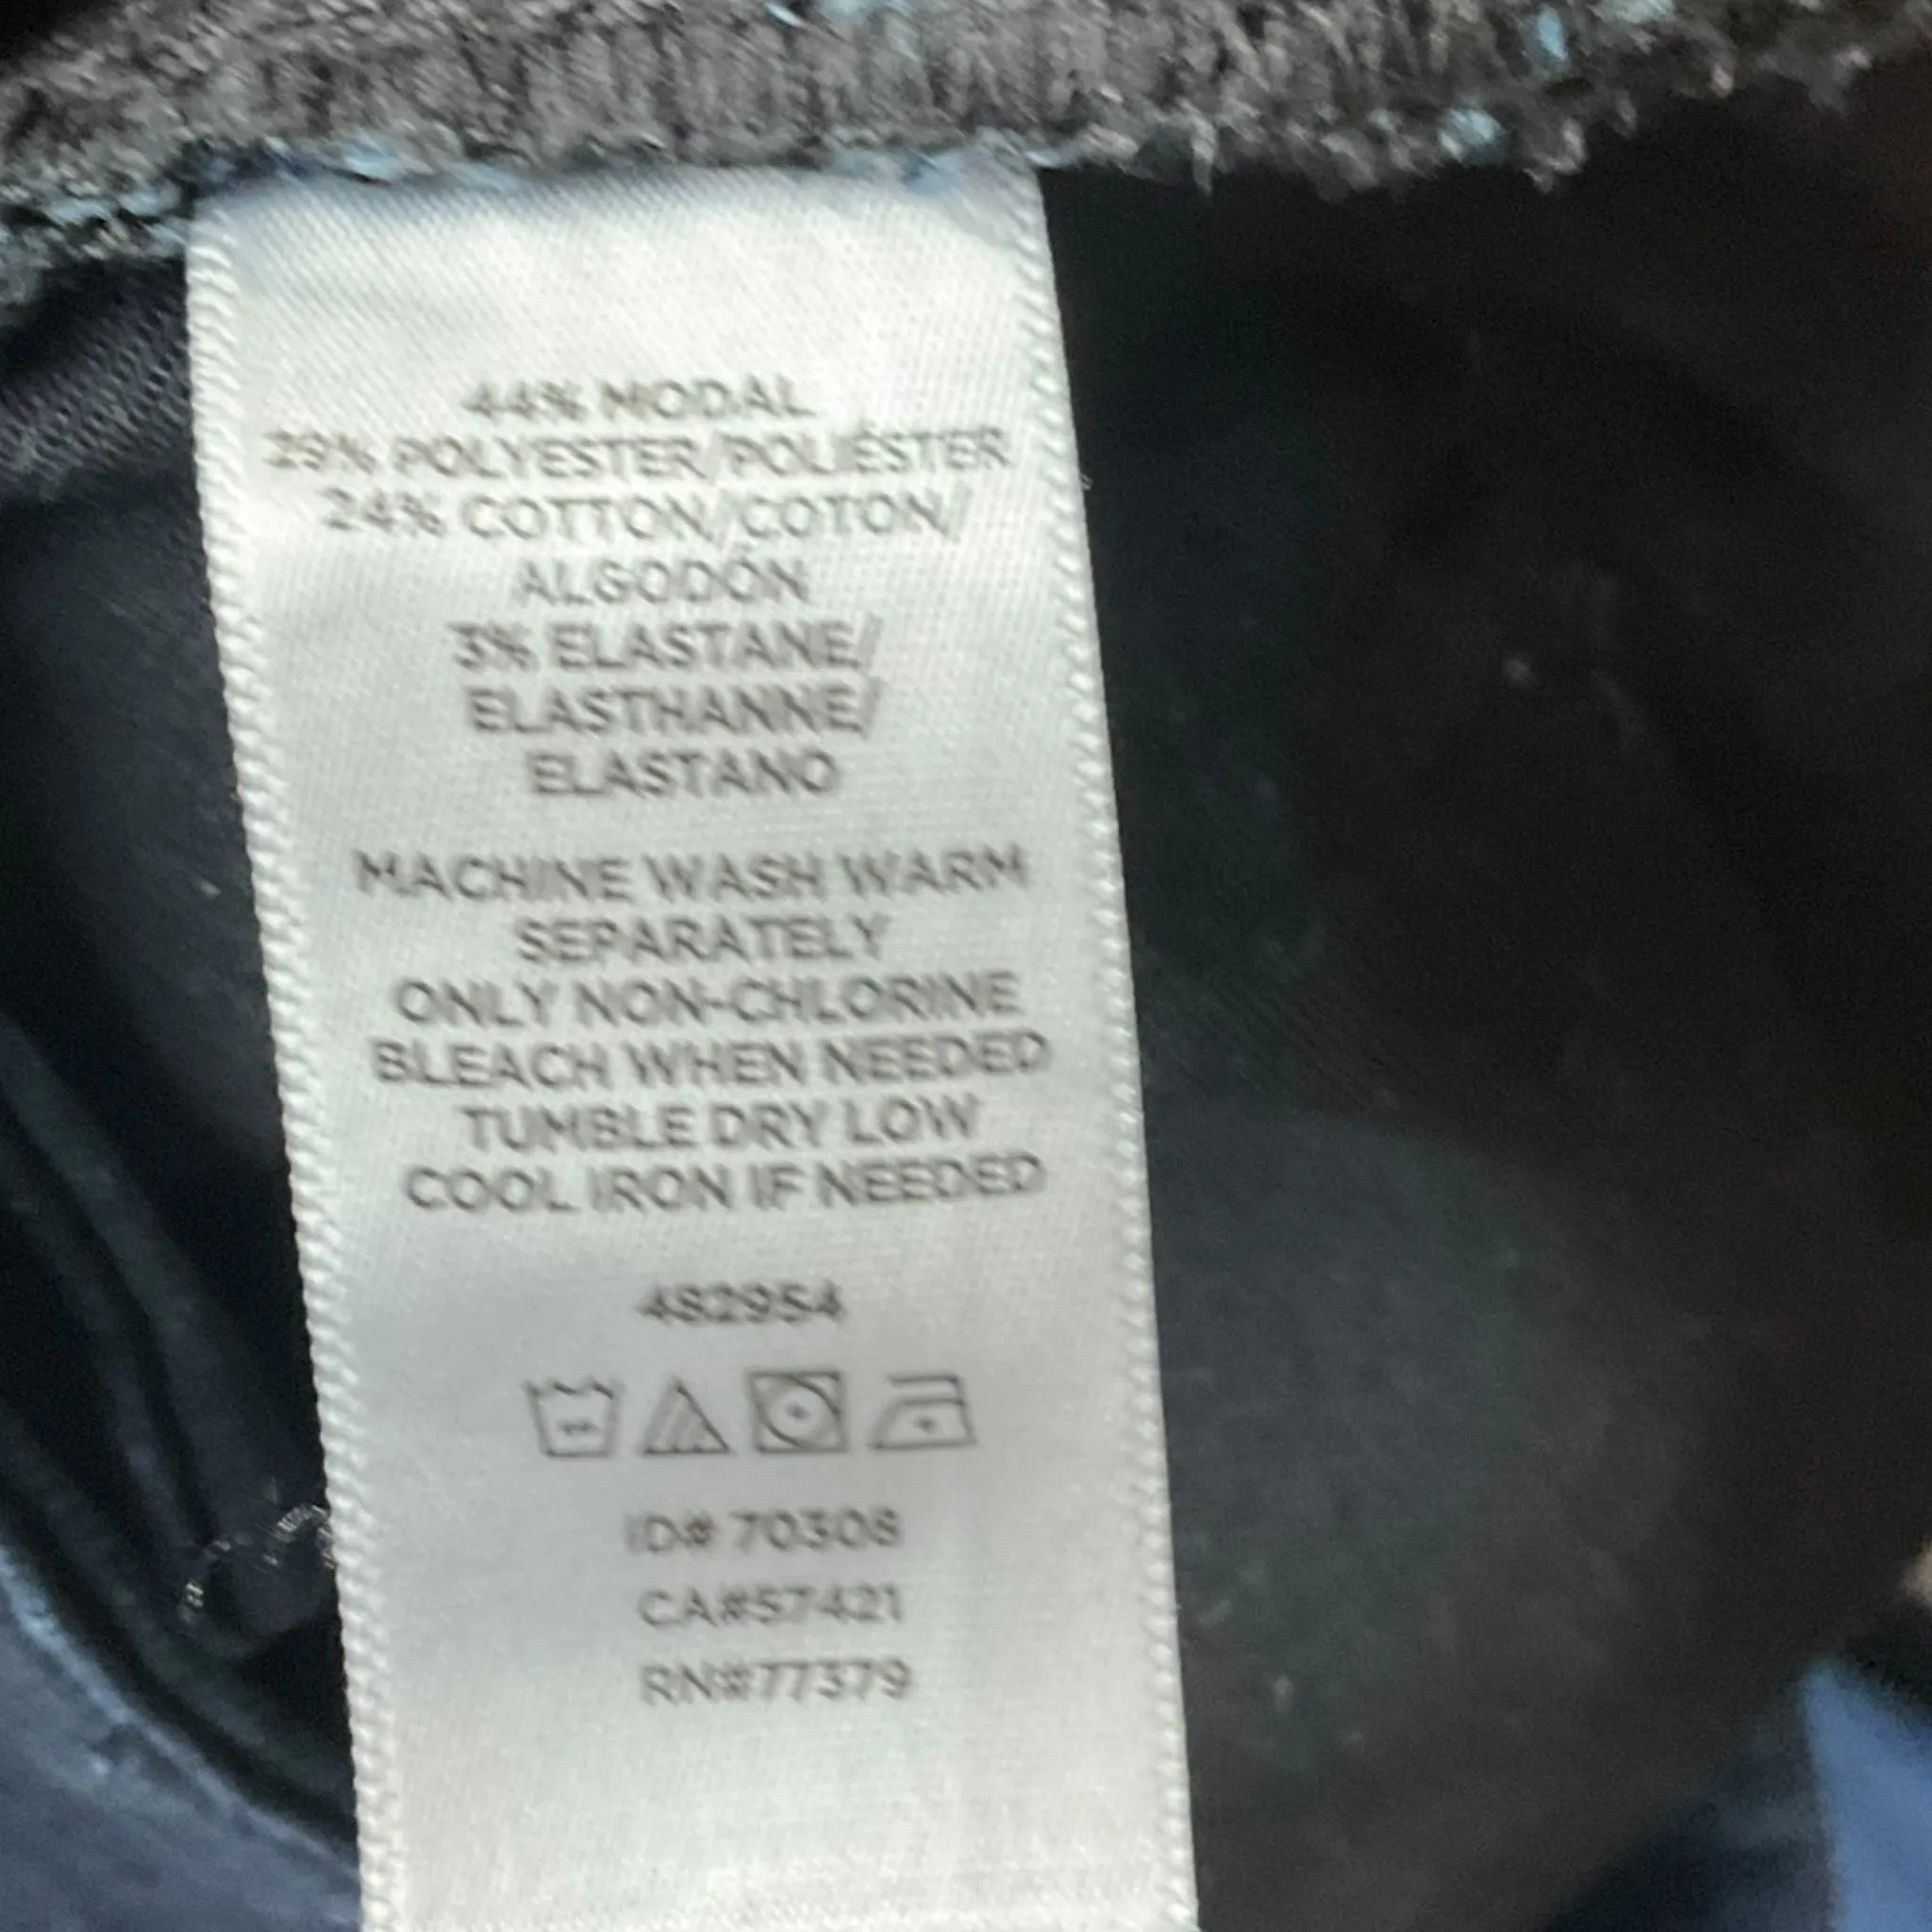 44% MODAL
29% POLYESTER/POLIÉSTER
24% COTTON/COTON/
ALGODÓN
3% ELASTANE/
ELASTHANNE/
ELASTANO
MACHINE WASH WARM
SEPARATELY
ONLY NON-CHLORINE
BLEACH WHEN NEEDED
TUMBLE DRY LOW
COOL IRON IF NEEDED
482954
ID# 70308
CA#57421
RN#77379